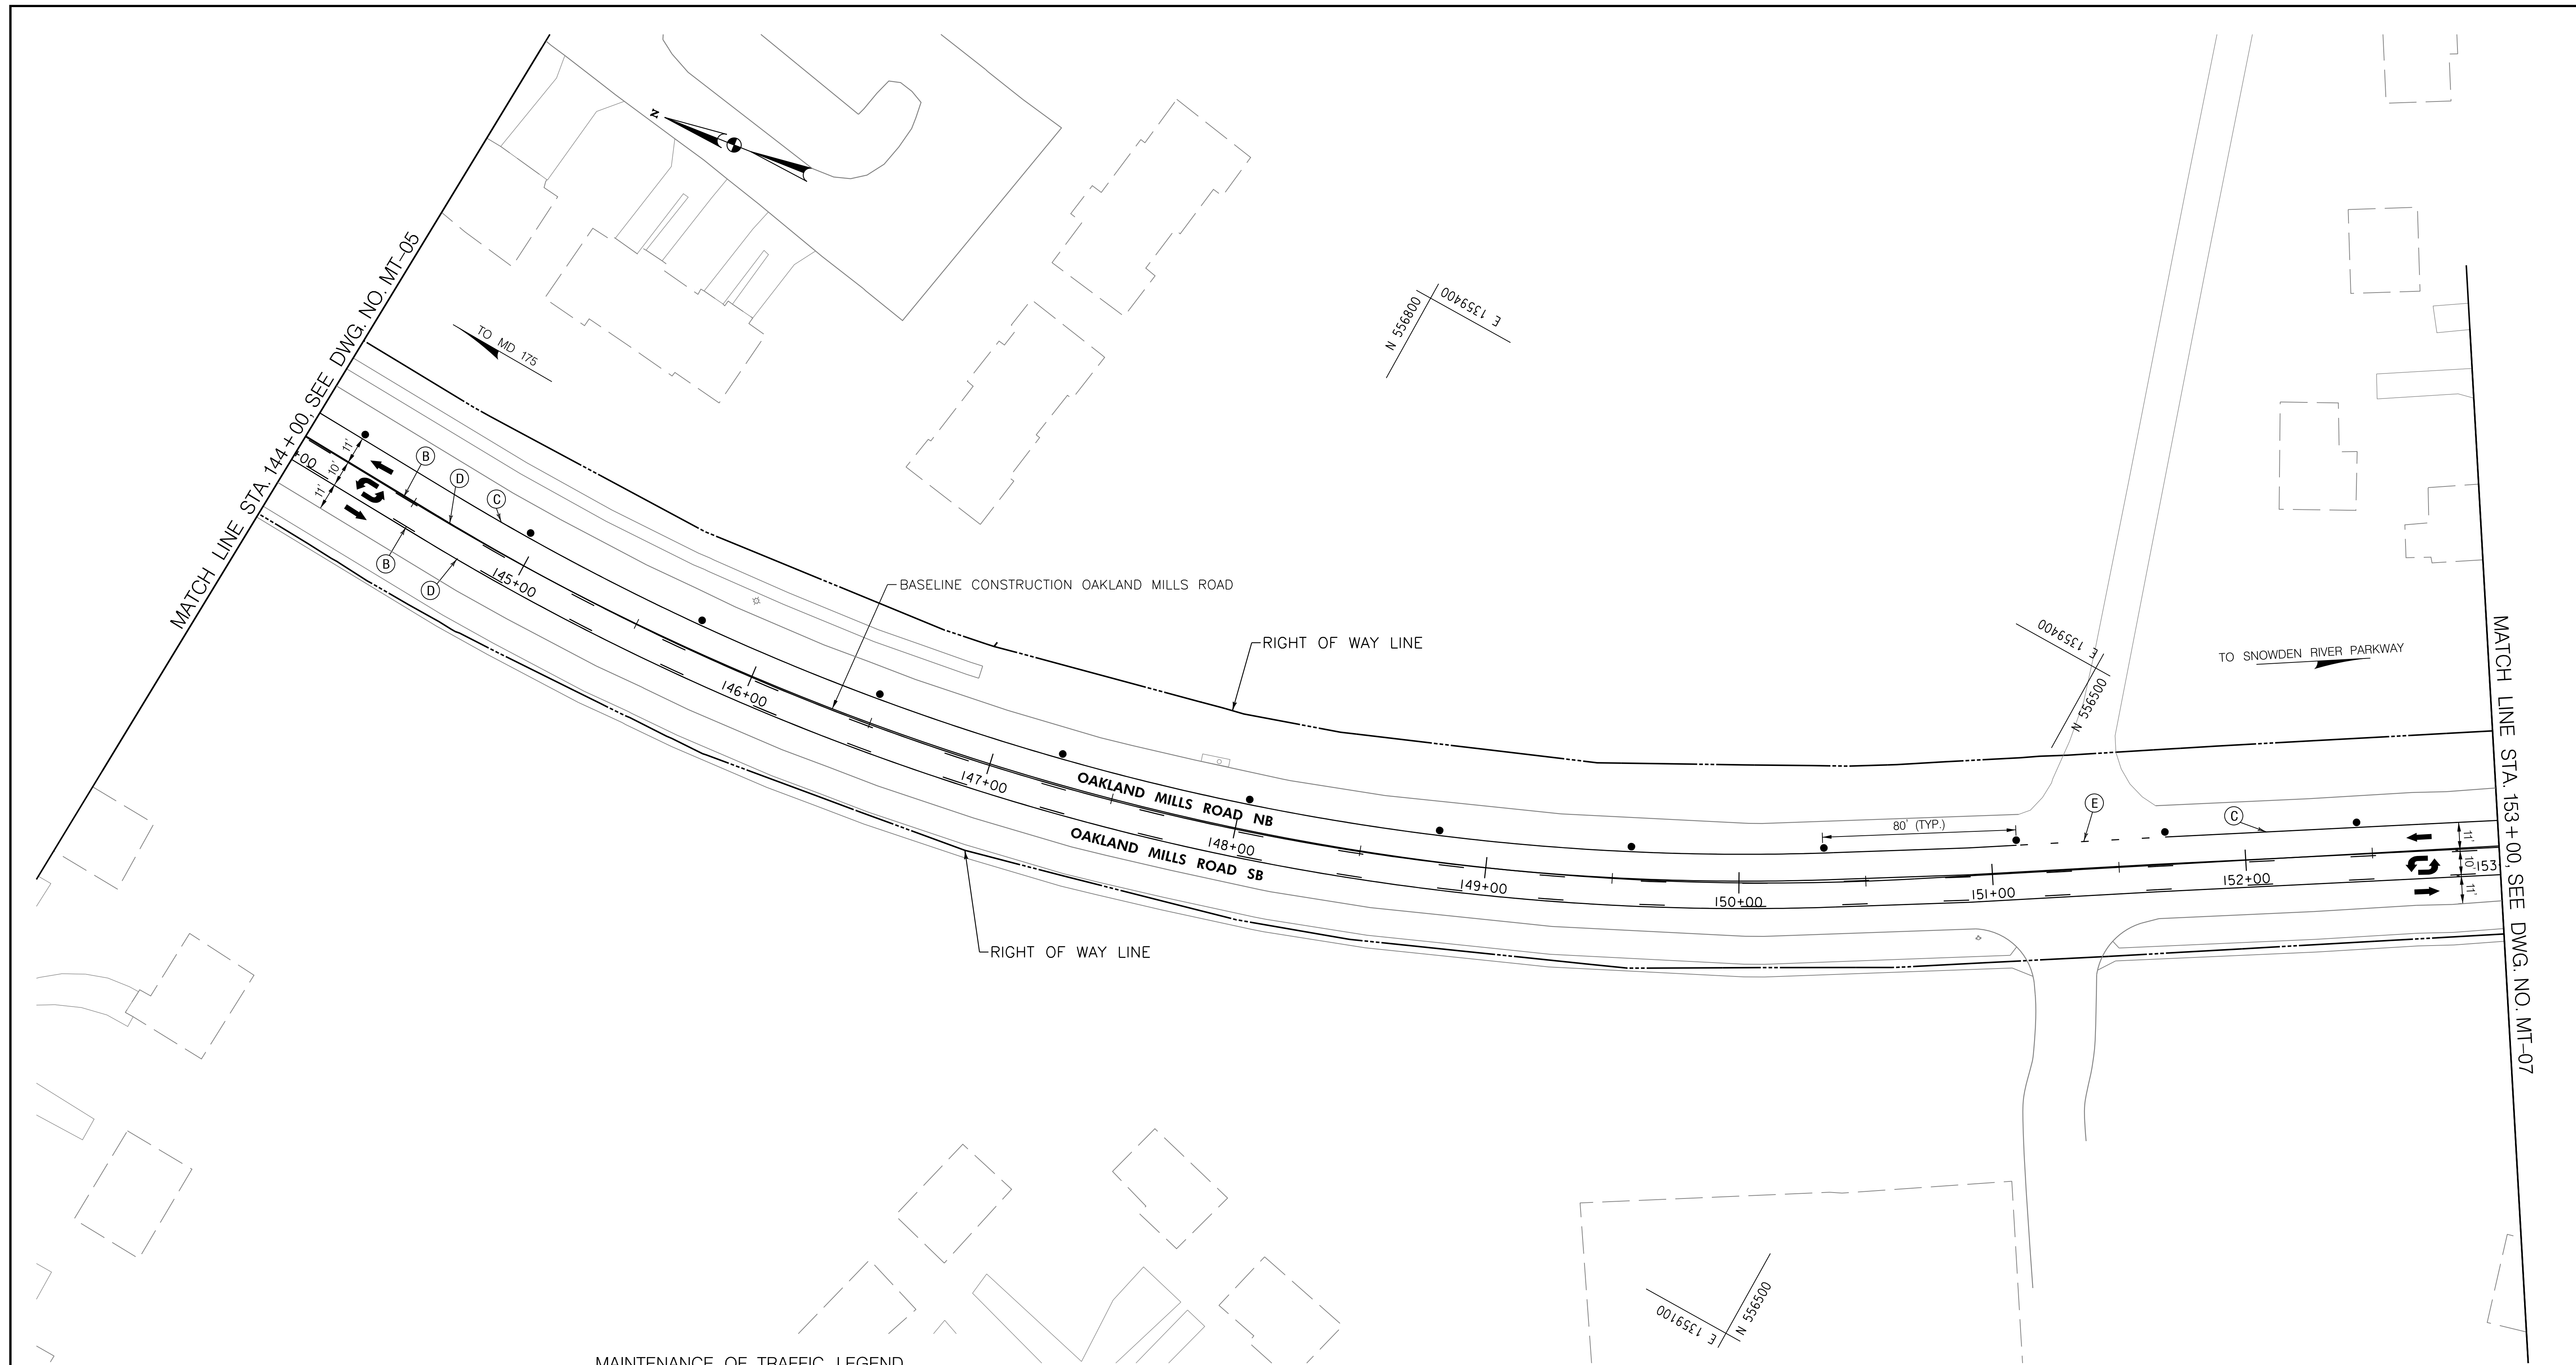 N
TO MD 175
MATCH LINE STA. 144+00, SEE DWG. NO. MT-05
N 556800
E 1359400
+00
11'
10'
11'
B
D
C
B
D
145+00
BASELINE CONSTRUCTION OAKLAND MILLS ROAD
RIGHT OF WAY LINE
E 1359400
N 556500
TO SNOWDEN RIVER PARKWAY
MATCH LINE STA. 153+00, SEE DWG. NO. MT-07
146+00
147+00
OAKLAND MILLS ROAD NB
148+00
OAKLAND MILLS ROAD SB
149+00
80' (TYP.)
E
C
150+00
151+00
152+00
153
11'
10'
11'
RIGHT OF WAY LINE
E 1359100
N 556500
MAINTENANCE OF TRAFFIC LEGEND